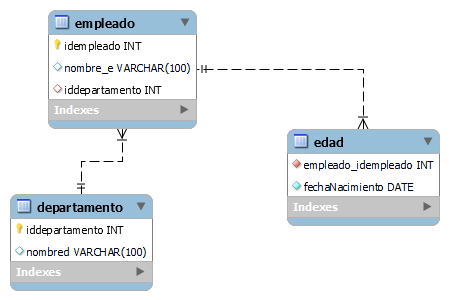 empleado
idempleado INT
nombre_e VARCHAR(100)
iddepartamento INT
Indexes
edad
empleado_idempleado INT
fechaNacimiento DATE
Indexes
departamento
iddepartamento INT
nombred VARCHAR(100)
Indexes